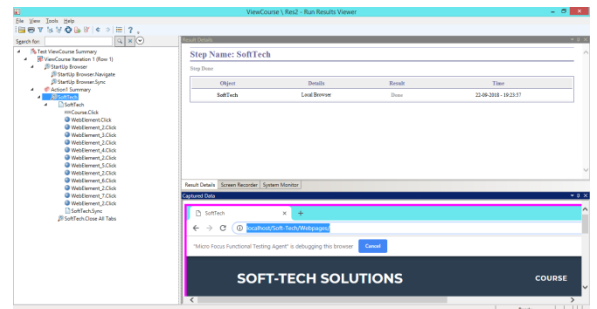 ViewCourse \ Res2 - Run Results Viewer
File View Tools Help
Search for:
Test ViewCourse Summary
ViewCourse Iteration 1 (Row 1)
StartUp Browser
StartUp Browser.Navigate
StartUp Browser.Sync
Action1 Summary
SoftTech
SoftTech
Course.Click
WebElement.Click
WebElement_2.Click
WebElement_3.Click
WebElement_2.Click
WebElement_4.Click
WebElement_2.Click
WebElement_5.Click
WebElement_2.Click
WebElement_6.Click
WebElement_2.Click
WebElement_7.Click
WebElement_2.Click
SoftTech.Sync
SoftTech.Close All Tabs
Result Details
Step Name: SoftTech
Step Done
Object Details Result Time
SoftTech Local Browser Done 22-09-2018 - 19:23:57
Result Details Screen Recorder System Monitor
Captured Data
SoftTech
localhost/Soft-Tech/Webpages/
"Micro Focus Functional Testing Agent" is debugging this browser Cancel
SOFT-TECH SOLUTIONS COURSE